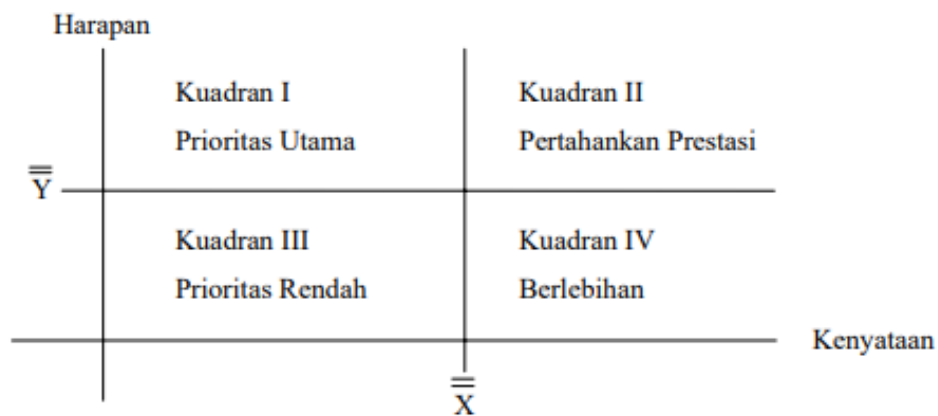 Harapan
Kuadran I
Prioritas Utama
Kuadran II
Pertahankan Prestasi
Y̿
Kuadran III
Prioritas Rendah
Kuadran IV
Berlebihan
Kenyataan
X̿